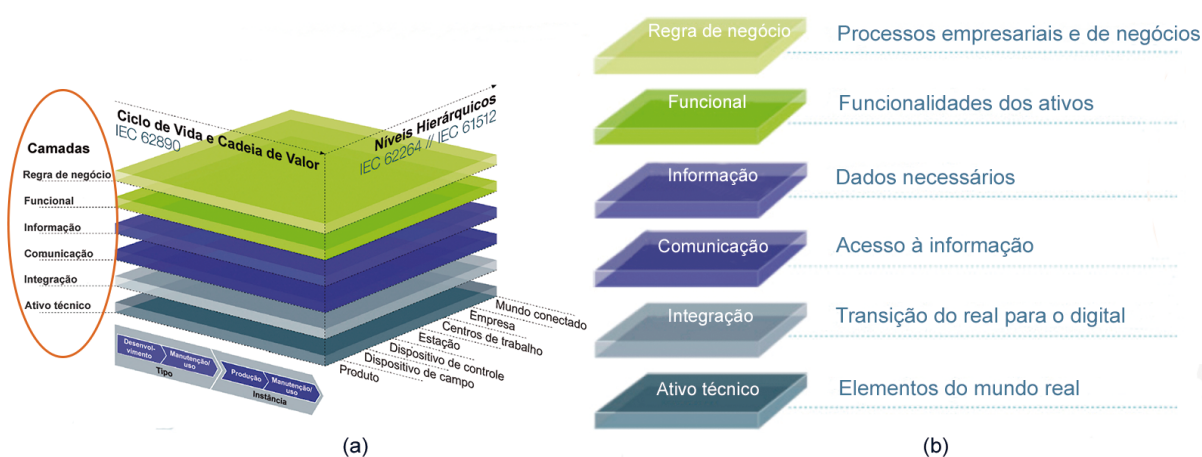 Ciclo de Vida e Cadeia de Valor
IEC 62890
Níveis Hierárquicos
IEC 62264 // IEC 61512
Camadas
Regra de negócio
Funcional
Informação
Comunicação
Integração
Ativo técnico
Mundo conectado
Empresa
Centros de trabalho
Estação
Dispositivo de controle
Dispositivo de campo
Produto
Desenvol-
vimento
Manutenção/
uso
Produção
Manutenção/
uso
Tipo
Instância
(a)
Regra de negócio
Processos empresariais e de negócios
Funcional
Funcionalidades dos ativos
Informação
Dados necessários
Comunicação
Acesso à informação
Integração
Transição do real para o digital
Ativo técnico
Elementos do mundo real
(b)